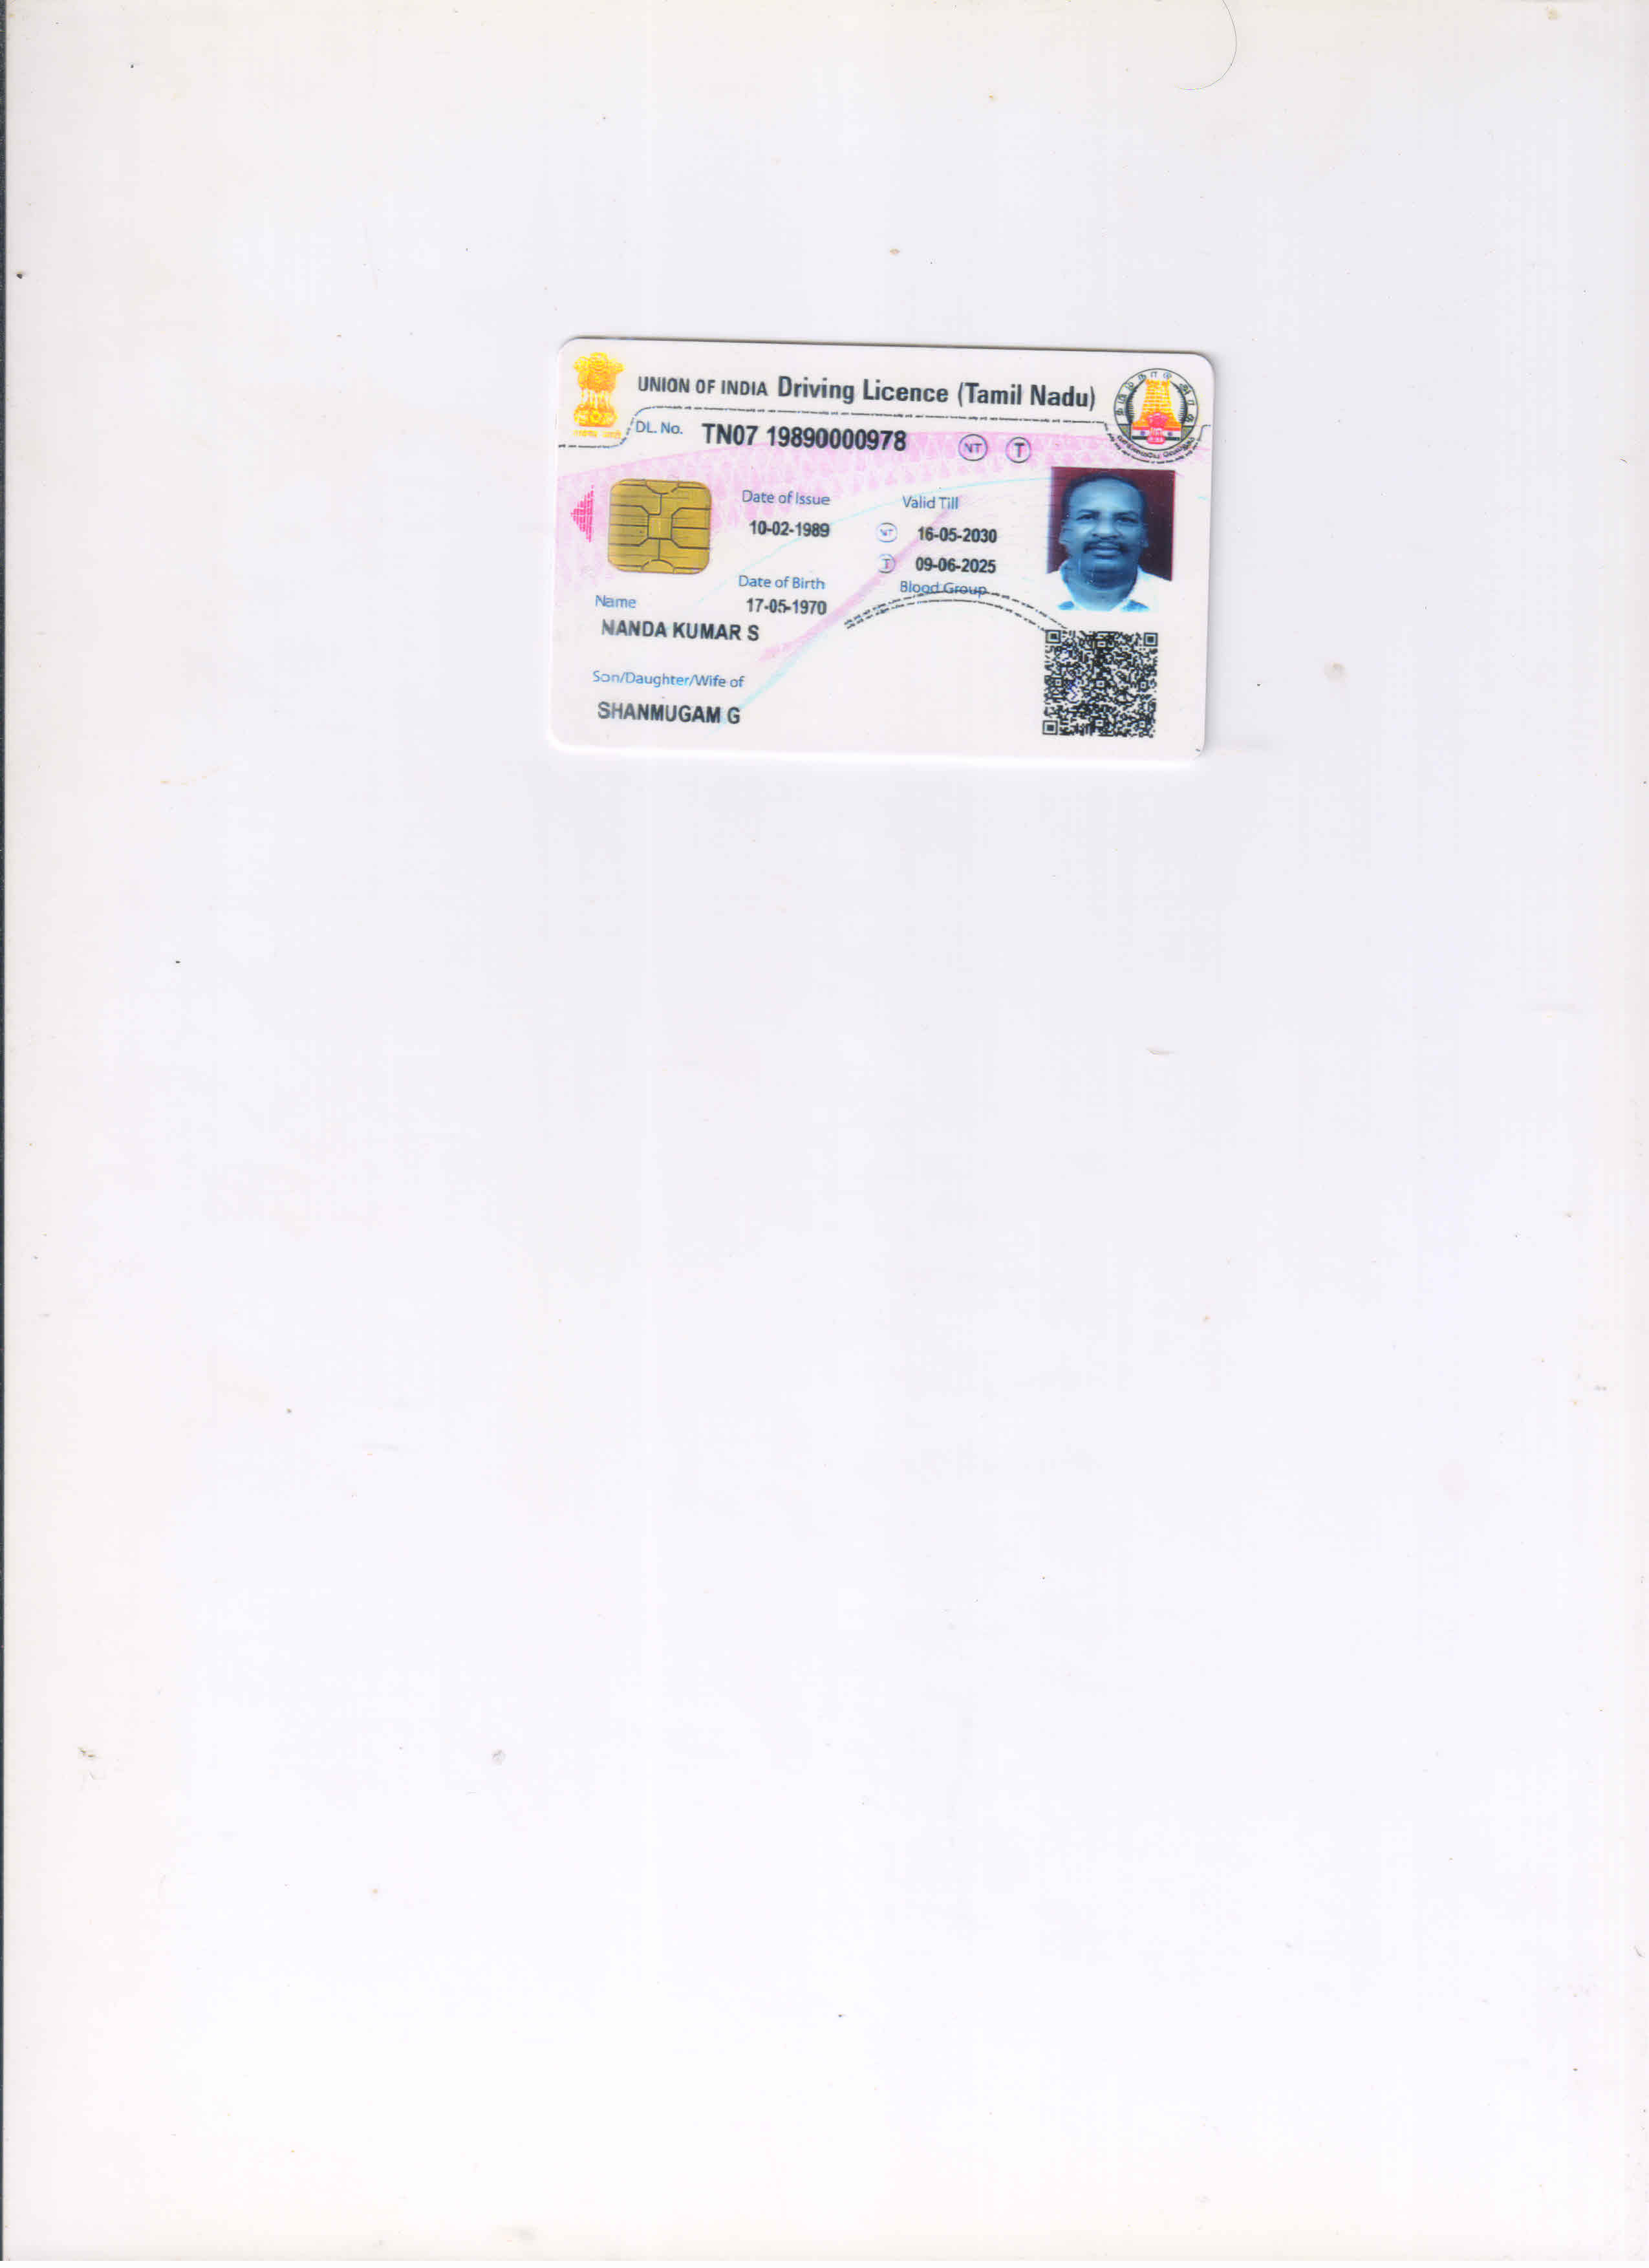 UNION OF INDIA Driving Licence (Tamil Nadu)
DL. No. TN07 19890000978 NT T
Date of Issue Valid Till
10-02-1989 NT 16-05-2030
T 09-06-2025
Date of Birth Blood Group
Name 17-05-1970
NANDA KUMAR S
Son/Daughter/Wife of
SHANMUGAM G